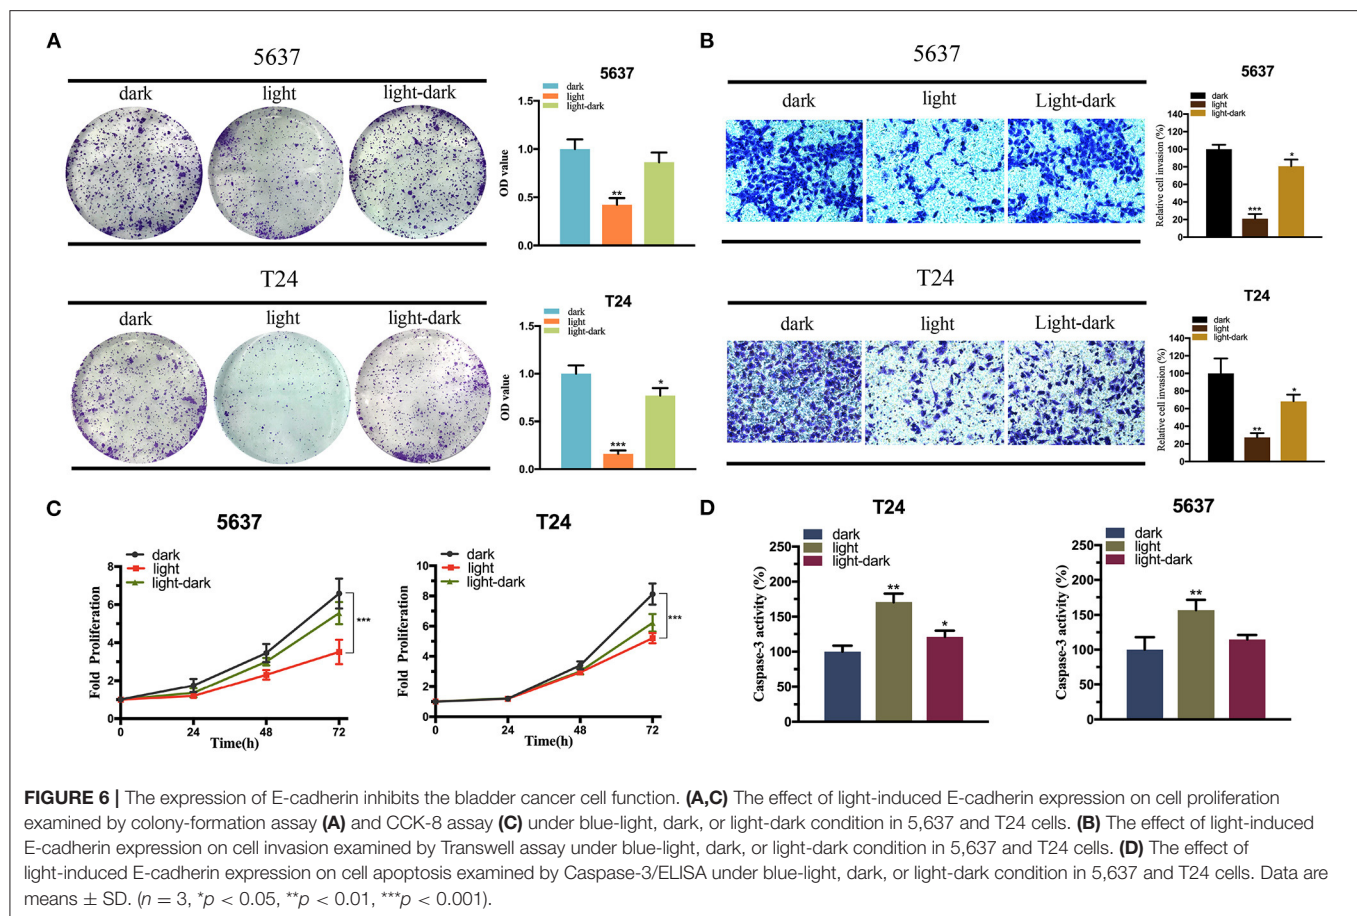 A
5637
dark light light-dark
5637
dark
light
light-dark
OD value
1.5
1.0
0.5
0.0
**
T24
dark light light-dark
T24
dark
light
light-dark
OD value
1.5
1.0
0.5
0.0
***
*
B
5637
dark light Light-dark
5637
dark
light
light-dark
Relative cell invasion (%)
140
120
100
80
60
40
20
0
***
*
T24
dark light Light-dark
T24
dark
light
light-dark
Relative cell invasion (%)
140
120
100
80
60
40
20
0
**
*
C
5637
dark
light
light-dark
Fold Proliferation
8
6
4
2
0
0 24 48 72
Time(h)
***
T24
dark
light
light-dark
Fold Proliferation
10
8
6
4
2
0
0 24 48 72
Time(h)
***
D
T24
dark
light
light-dark
Caspase-3 activity (%)
250
200
150
100
50
0
**
*
5637
dark
light
light-dark
Caspase-3 activity (%)
250
200
150
100
50
0
**
FIGURE 6 | The expression of E-cadherin inhibits the bladder cancer cell function. (A,C) The effect of light-induced E-cadherin expression on cell proliferation
examined by colony-formation assay (A) and CCK-8 assay (C) under blue-light, dark, or light-dark condition in 5,637 and T24 cells. (B) The effect of light-induced
E-cadherin expression on cell invasion examined by Transwell assay under blue-light, dark, or light-dark condition in 5,637 and T24 cells. (D) The effect of
light-induced E-cadherin expression on cell apoptosis examined by Caspase-3/ELISA under blue-light, dark, or light-dark condition in 5,637 and T24 cells. Data are
means ± SD. (n = 3, *p < 0.05, **p < 0.01, ***p < 0.001).